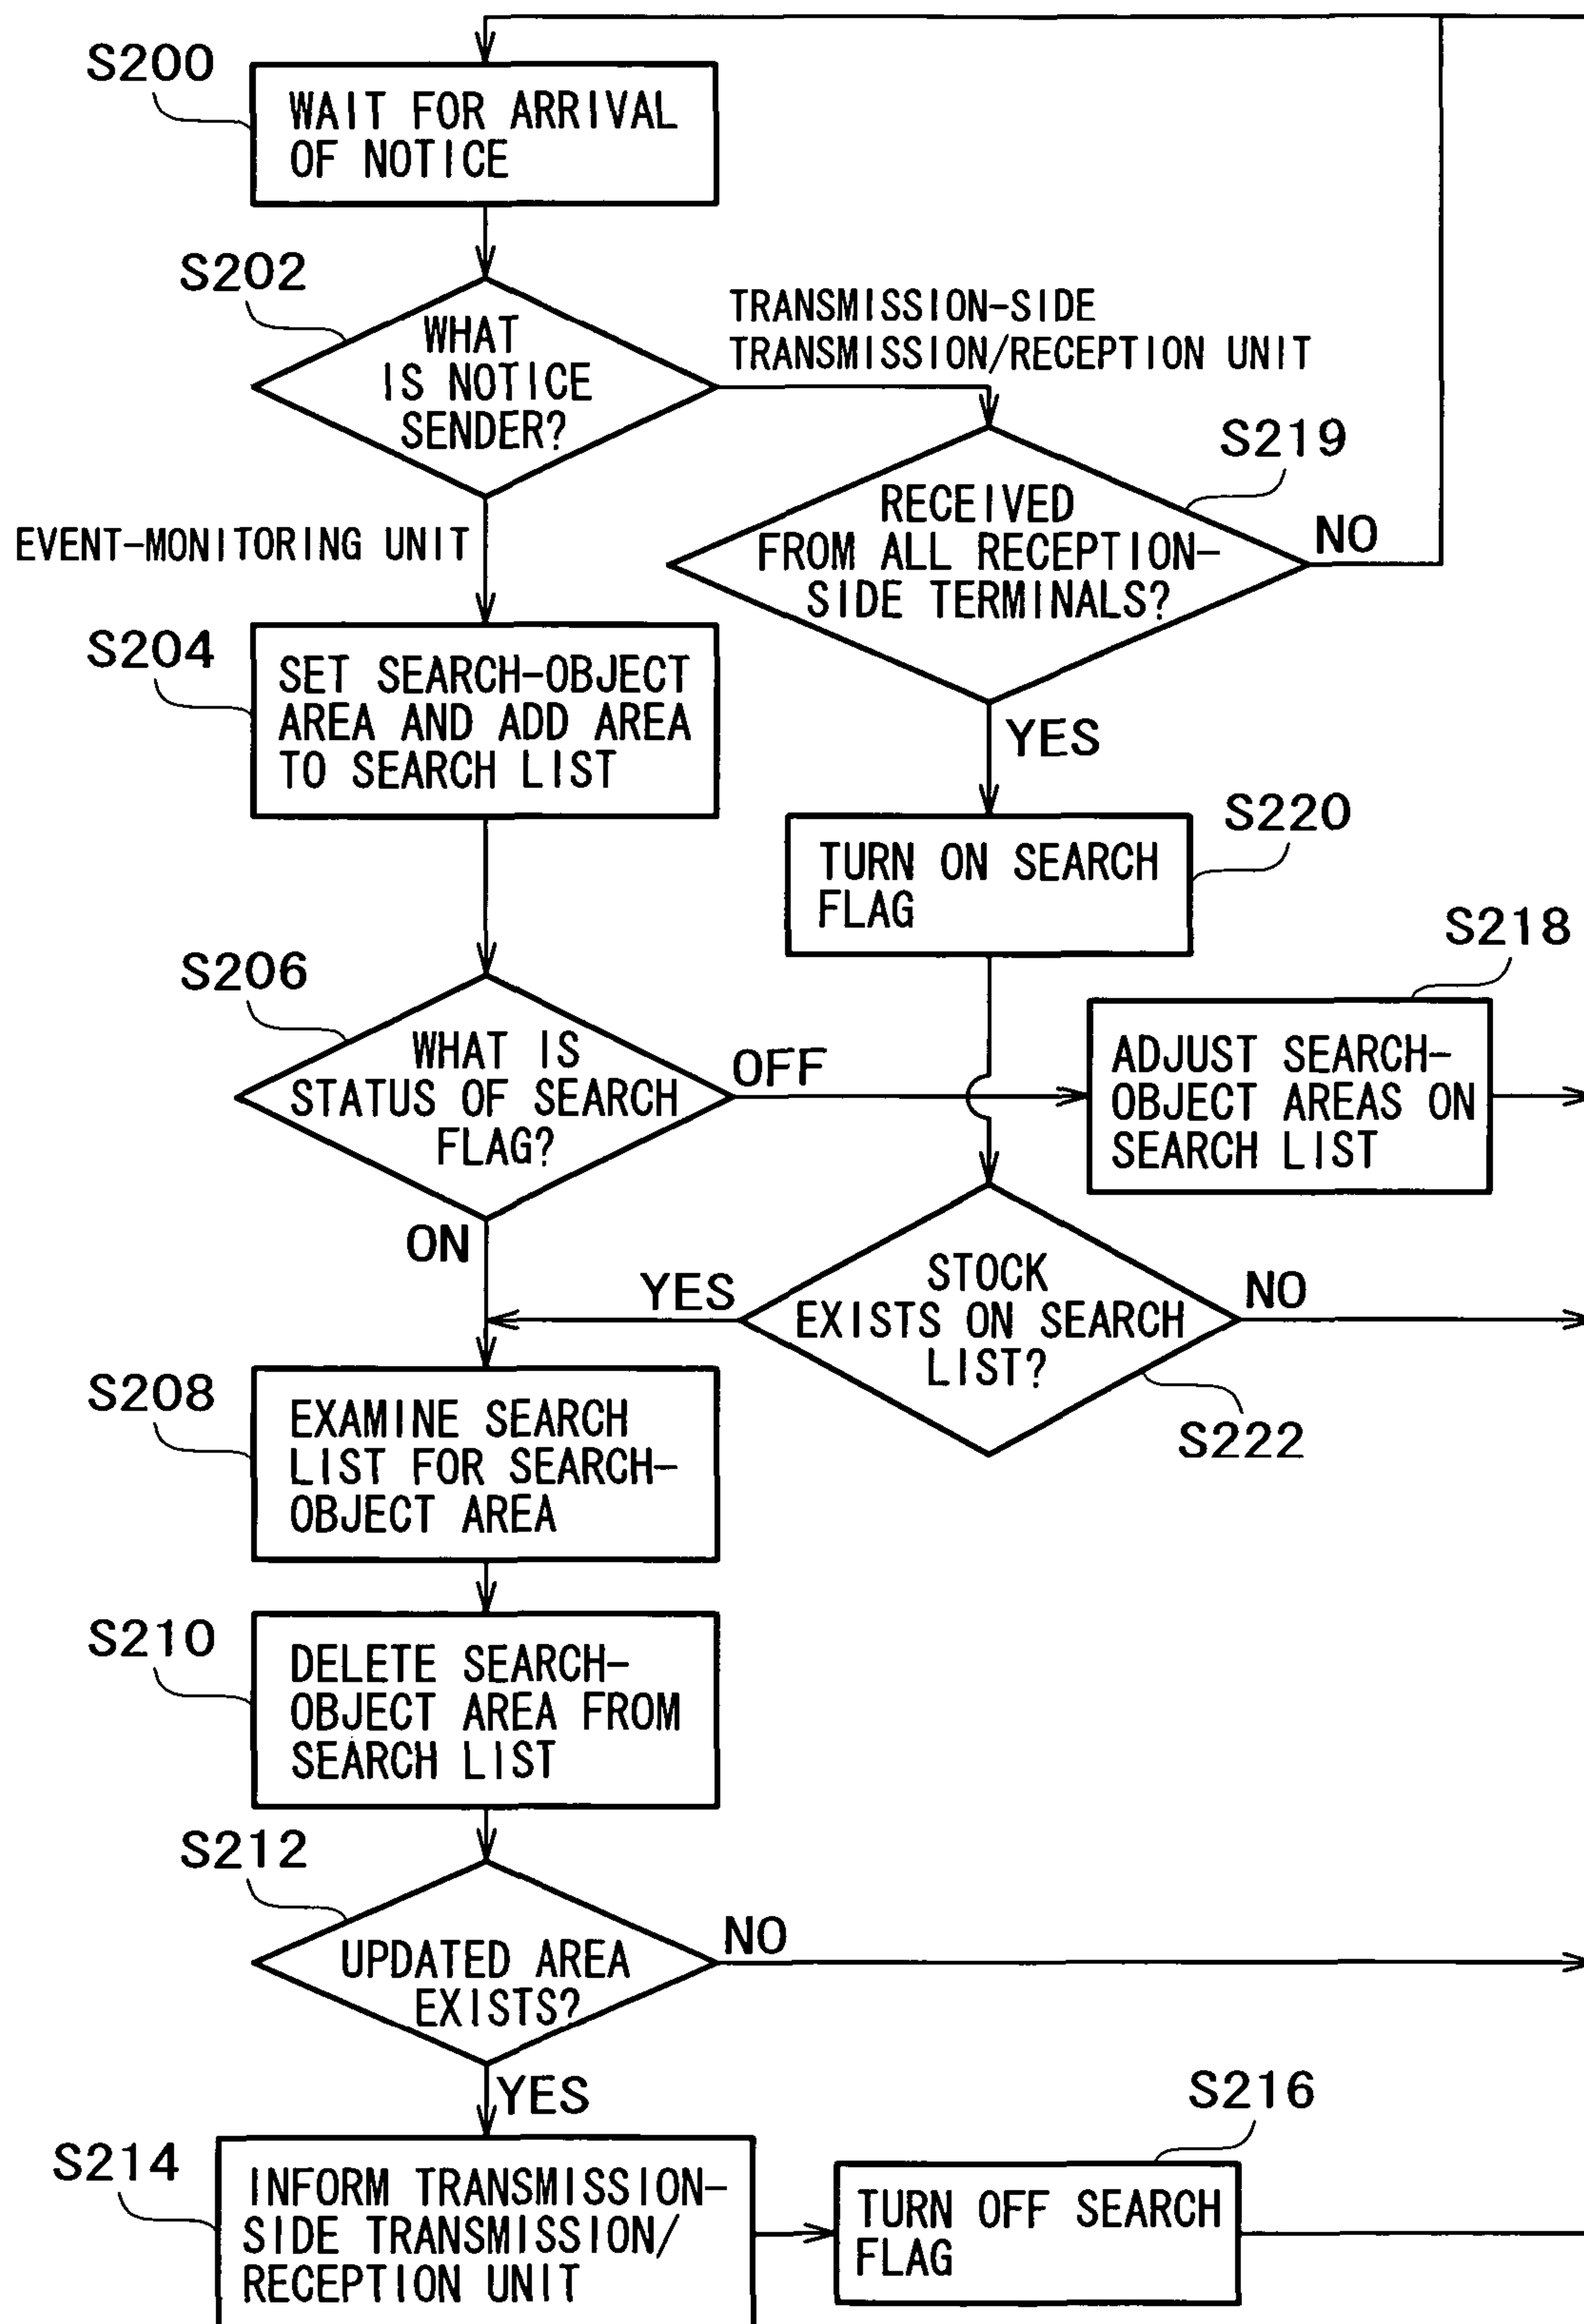 S200
WAIT FOR ARRIVAL
OF NOTICE
S202
WHAT
IS NOTICE
SENDER?
TRANSMISSION-SIDE
TRANSMISSION/RECEPTION UNIT
EVENT-MONITORING UNIT
S219
RECEIVED
FROM ALL RECEPTION-
SIDE TERMINALS?
NO
YES
S204
SET SEARCH-OBJECT
AREA AND ADD AREA
TO SEARCH LIST
S220
TURN ON SEARCH
FLAG
S206
WHAT IS
STATUS OF SEARCH
FLAG?
OFF
ON
S218
ADJUST SEARCH-
OBJECT AREAS ON
SEARCH LIST
STOCK
EXISTS ON SEARCH
LIST?
YES
NO
S222
S208
EXAMINE SEARCH
LIST FOR SEARCH-
OBJECT AREA
S210
DELETE SEARCH-
OBJECT AREA FROM
SEARCH LIST
S212
UPDATED AREA
EXISTS?
NO
YES
S214
INFORM TRANSMISSION-
SIDE TRANSMISSION/
RECEPTION UNIT
S216
TURN OFF SEARCH
FLAG